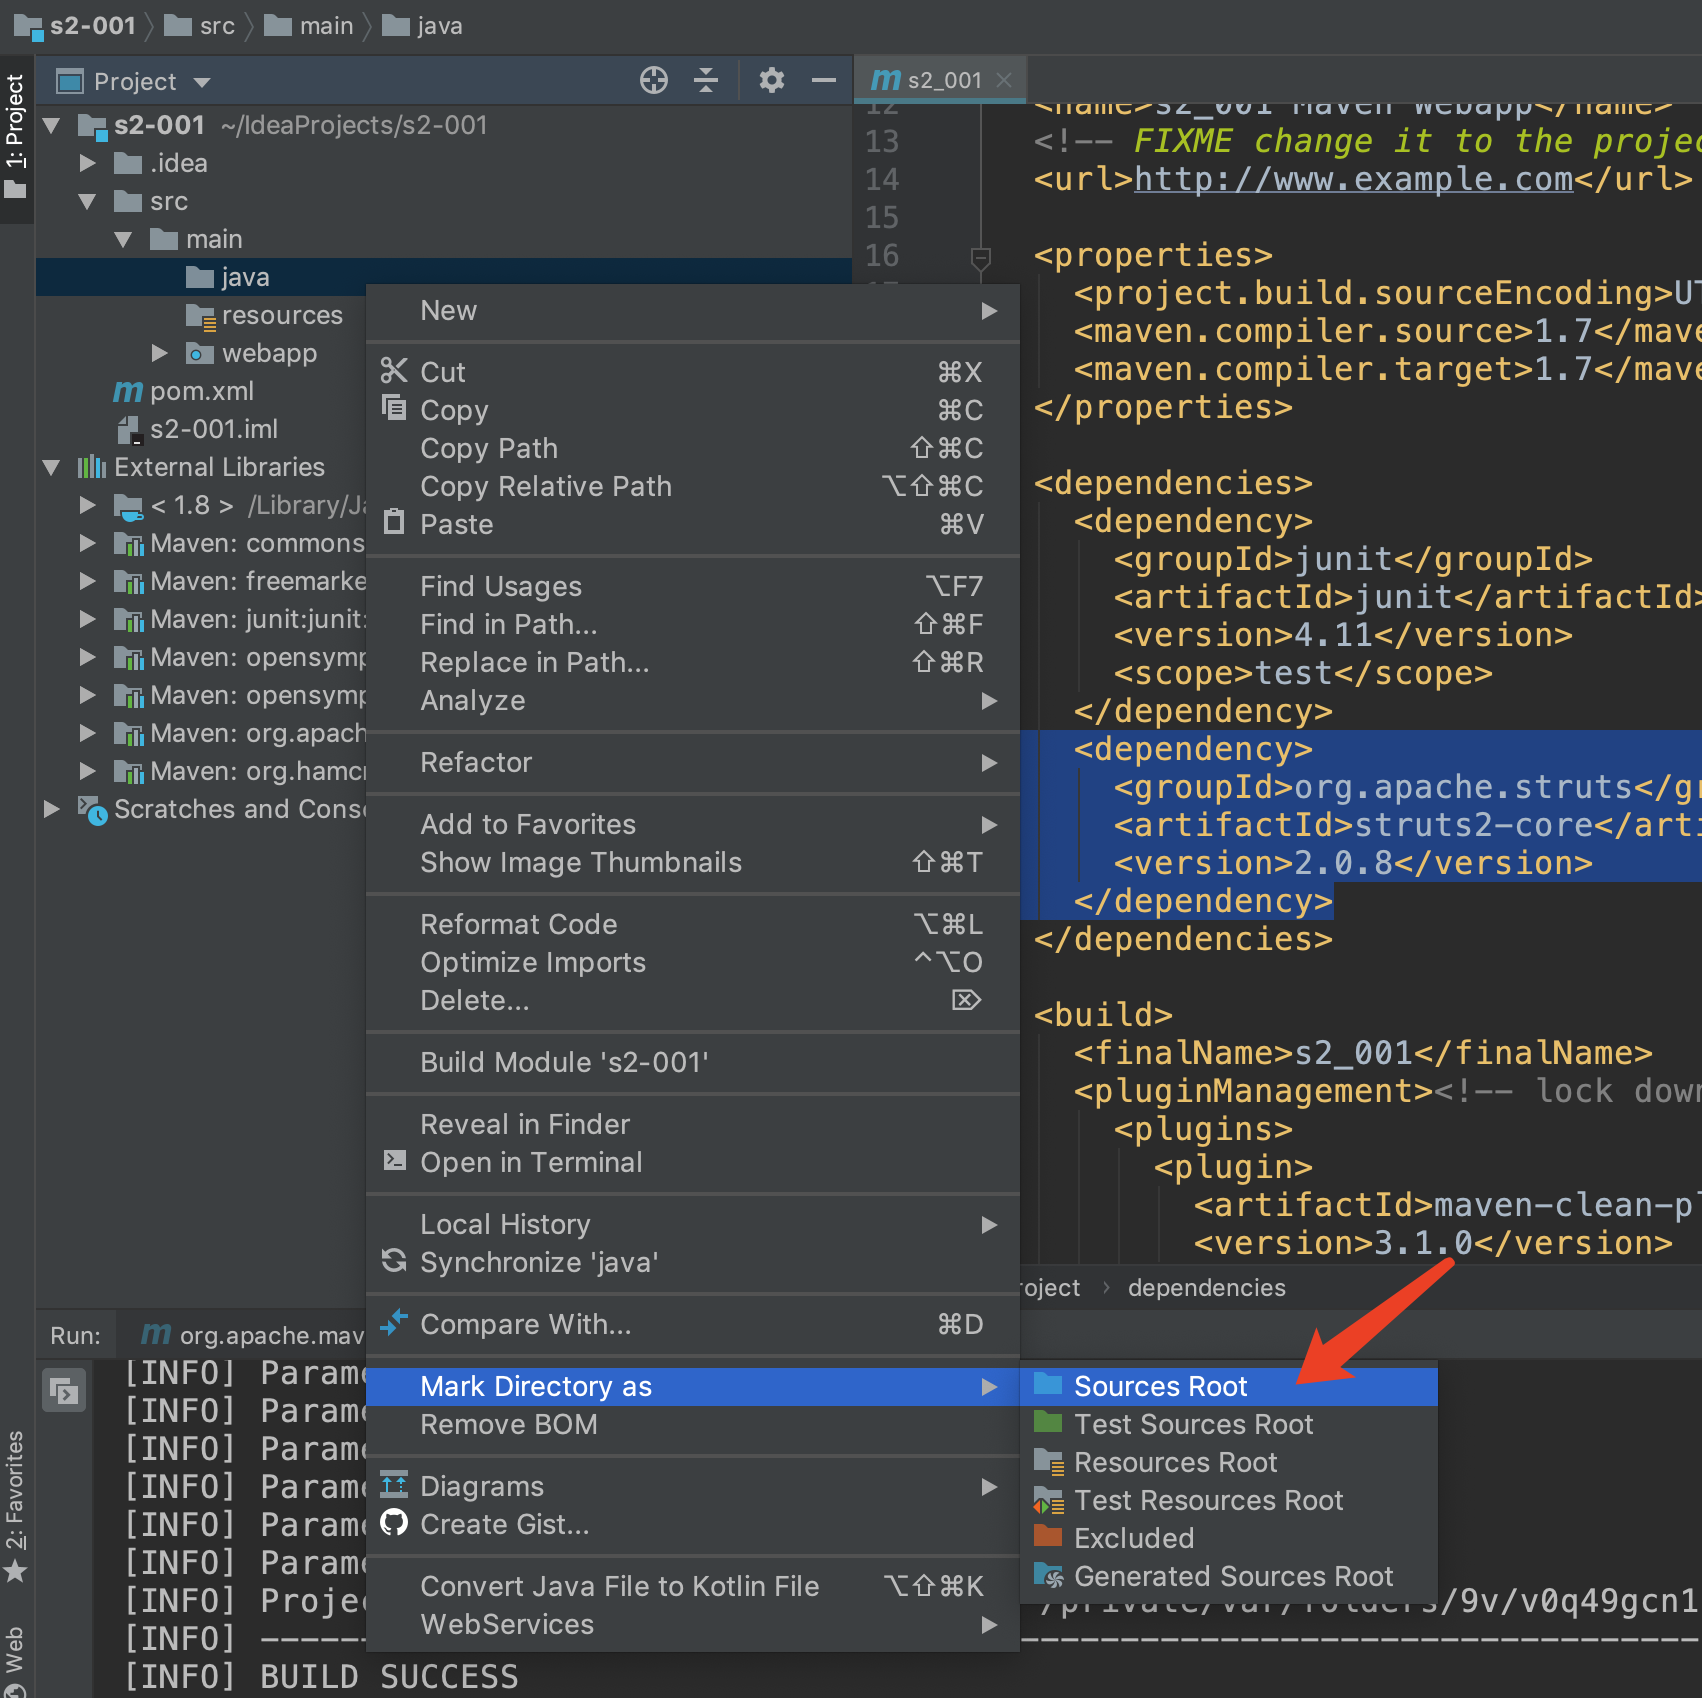 s2-001 src main java
Project
s2_001
1: Project
s2-001 ~/IdeaProjects/s2-001
.idea
src
main
java
resources
webapp
pom.xml
s2-001.iml
External Libraries
< 1.8 > /Library/Ja
Maven: commons
Maven: freemarke
Maven: junit:junit:
Maven: opensymp
Maven: opensymp
Maven: org.apach
Maven: org.hamcr
Scratches and Conso
New
Cut ⌘X
Copy ⌘C
Copy Path ⇧⌘C
Copy Relative Path ⌥⇧⌘C
Paste ⌘V
Find Usages ⌥F7
Find in Path... ⇧⌘F
Replace in Path... ⇧⌘R
Analyze
Refactor
Add to Favorites
Show Image Thumbnails ⇧⌘T
Reformat Code ⌥⌘L
Optimize Imports ^⌥O
Delete... ⌦
Build Module 's2-001'
Reveal in Finder
Open in Terminal
Local History
Synchronize 'java'
Compare With... ⌘D
Mark Directory as
Remove BOM
Diagrams
Create Gist...
Convert Java File to Kotlin File ⌥⇧⌘K
WebServices
Sources Root
Test Sources Root
Resources Root
Test Resources Root
Excluded
Generated Sources Root
12 <name>s2_001 Maven Webapp</name>
13 <!-- FIXME change it to the projec
14 <url>http://www.example.com</url>
15
16 <properties>
<project.build.sourceEncoding>UT
<maven.compiler.source>1.7</mave
<maven.compiler.target>1.7</mave
</properties>
<dependencies>
<dependency>
<groupId>junit</groupId>
<artifactId>junit</artifactId>
<version>4.11</version>
<scope>test</scope>
</dependency>
<dependency>
<groupId>org.apache.struts</gr
<artifactId>struts2-core</arti
<version>2.0.8</version>
</dependency>
</dependencies>
<build>
<finalName>s2_001</finalName>
<pluginManagement><!-- lock down
<plugins>
<plugin>
<artifactId>maven-clean-pl
<version>3.1.0</version>
roject › dependencies
Run: org.apache.mav
[INFO] Parame
[INFO] Parame
[INFO] Parame
[INFO] Parame
[INFO] Parame
[INFO] Parame
[INFO] Projec /private/var/folders/9v/v0q49gcn1
[INFO] ------------------------
[INFO] BUILD SUCCESS
2: Favorites
Web